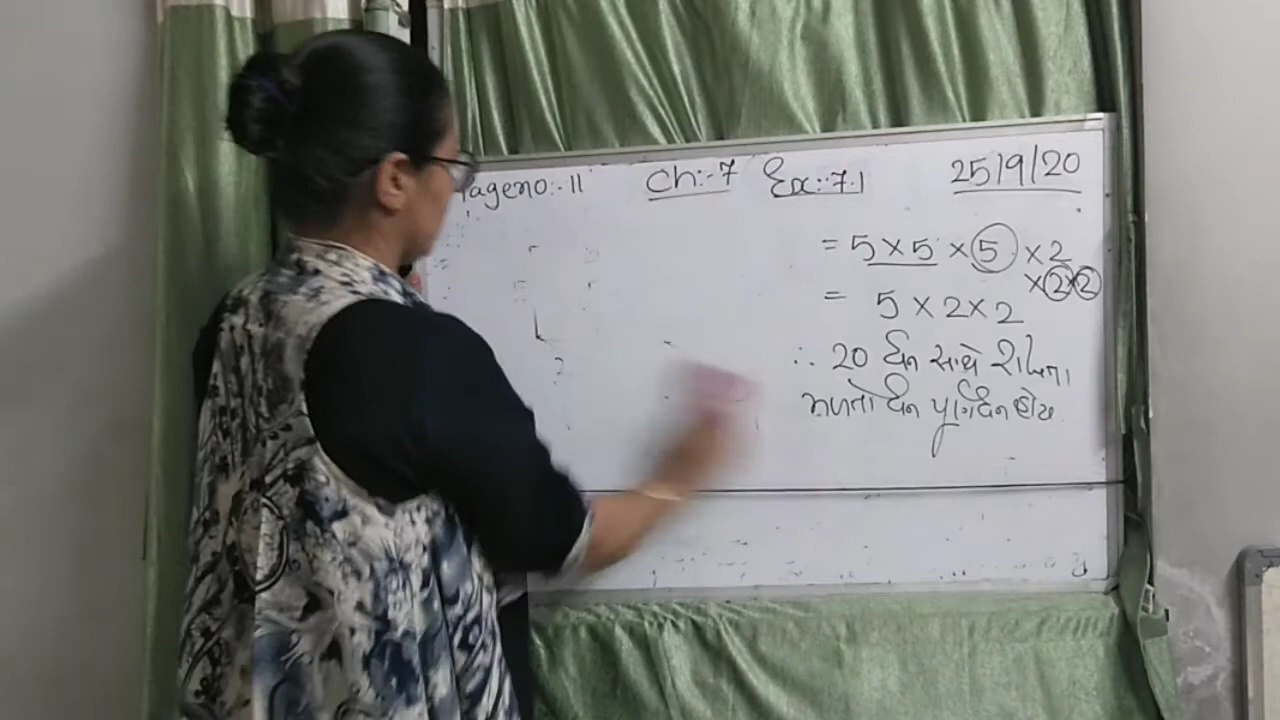 Pageno:-11 Ch:-7 Ex:-7.1 25/9/20
= 5 × 5 × 5 × 2
× 2 × 2
= 5 × 2 × 2
∴ 20 ઘન સાથે રાખતા
મળતો ઘન પૂર્ણઘન હોય